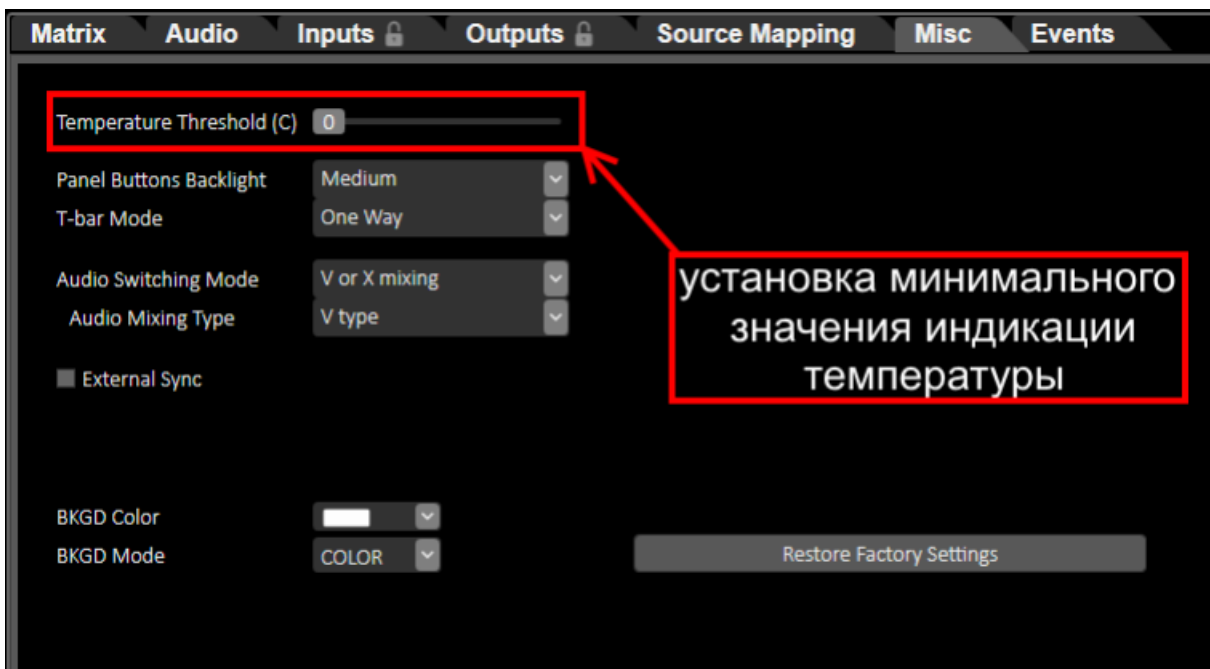 Matrix Audio Inputs Outputs Source Mapping Misc Events
Temperature Threshold (C) 0
Panel Buttons Backlight Medium
T-bar Mode One Way
Audio Switching Mode V or X mixing
Audio Mixing Type V type
установка минимального
значения индикации
температуры
External Sync
BKGD Color
BKGD Mode COLOR Restore Factory Settings